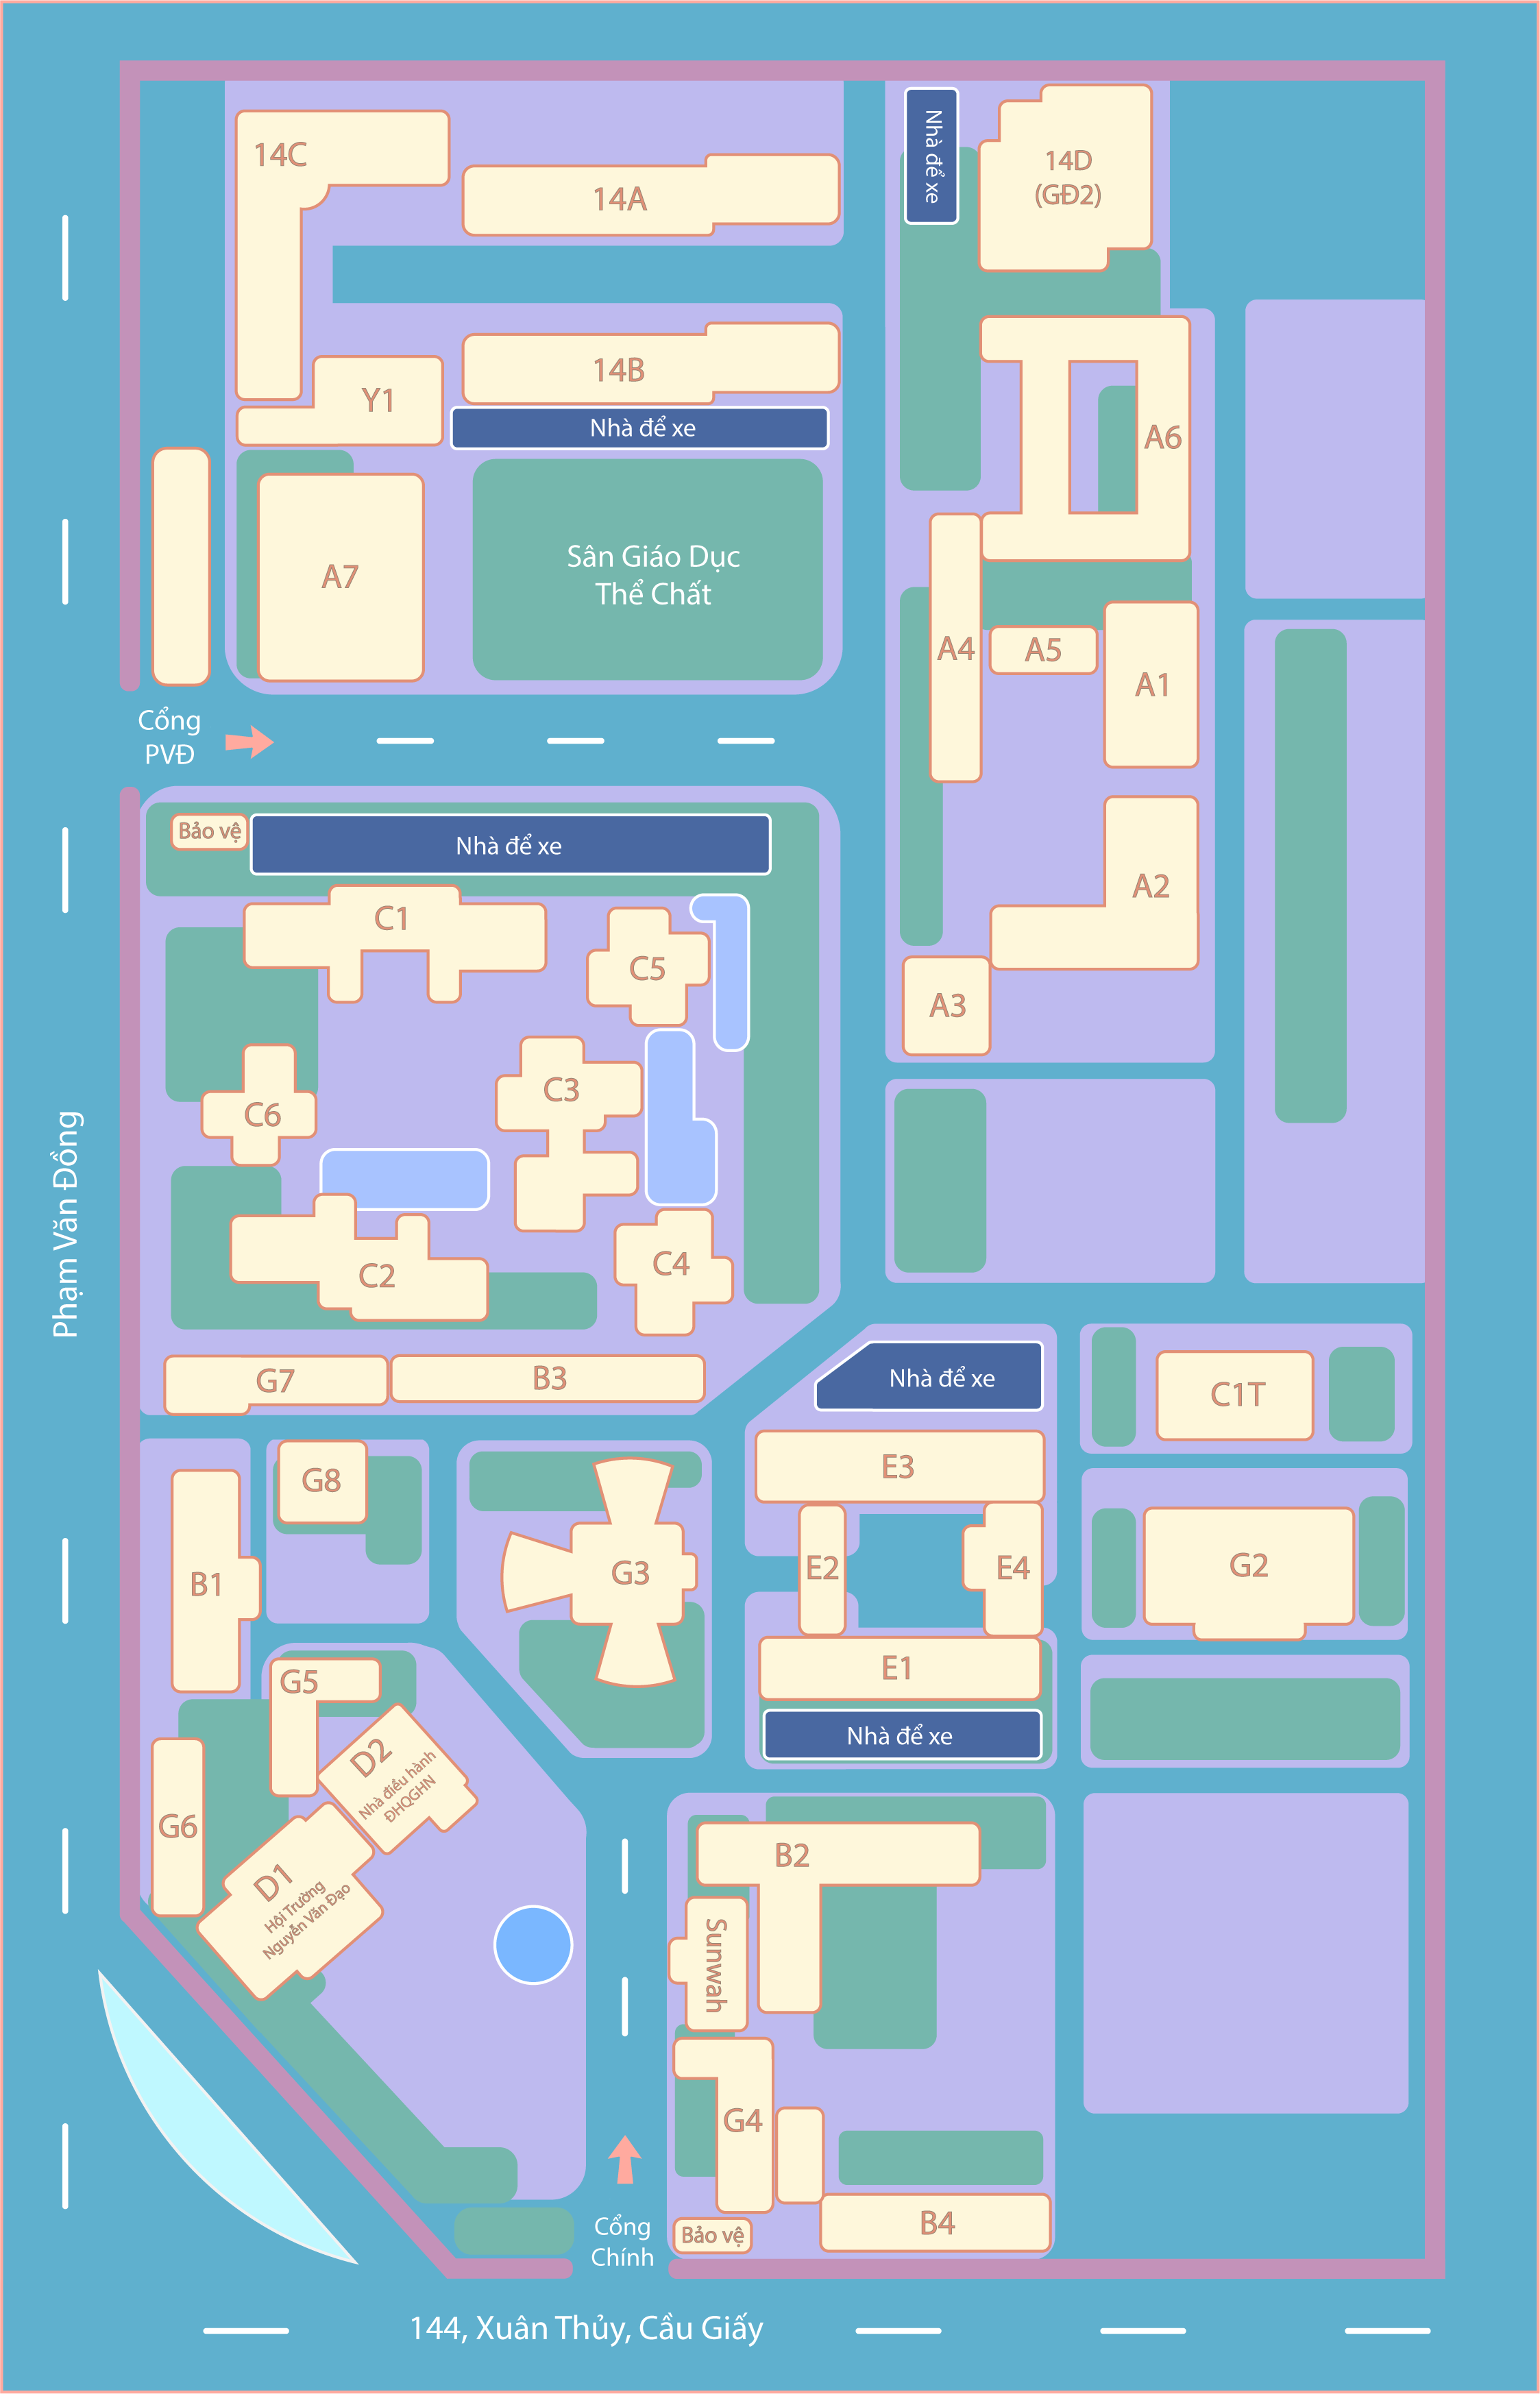 14C
14A
Nhà để xe
14D
(GĐ2)
14B
Y1
Nhà để xe
A6
A7
Sân Giáo Dục
Thể Chất
A4
A5
A1
Cổng
PVĐ
Bảo vệ
Nhà để xe
A2
C1
C5
A3
C3
C6
Phạm Văn Đồng
C4
C2
G7
B3
Nhà để xe
C1T
G8
E3
B1
G3
E2
E4
G2
G5
E1
D2
Nhà điều hành
ĐHQGHN
Nhà để xe
G6
D1
Hội Trường
Nguyễn Văn Đạo
B2
Sunwah
G4
Cổng
Chính
Bảo vệ
B4
144, Xuân Thủy, Cầu Giấy